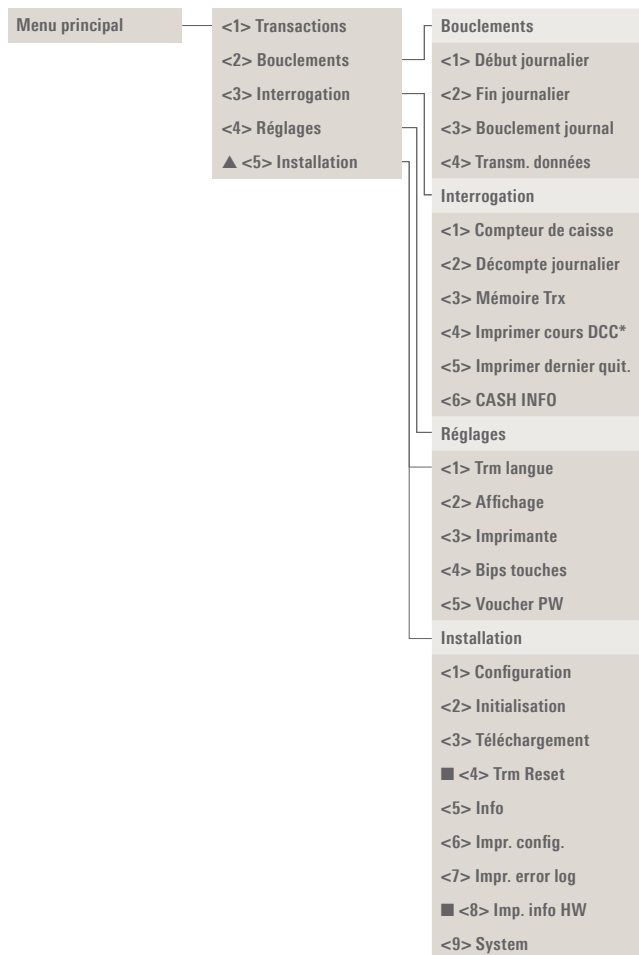 Menu principal
<1> Transactions
<2> Bouclements
<3> Interrogation
<4> Réglages
▲ <5> Installation
Bouclements
<1> Début journalier
<2> Fin journalier
<3> Bouclement journal
<4> Transm. données
Interrogation
<1> Compteur de caisse
<2> Décompte journalier
<3> Mémoire Trx
<4> Imprimer cours DCC*
<5> Imprimer dernier quit.
<6> CASH INFO
Réglages
<1> Trm langue
<2> Affichage
<3> Imprimante
<4> Bips touches
<5> Voucher PW
Installation
<1> Configuration
<2> Initialisation
<3> Téléchargement
■ <4> Trm Reset
<5> Info
<6> Impr. config.
<7> Impr. error log
■ <8> Imp. info HW
<9> System